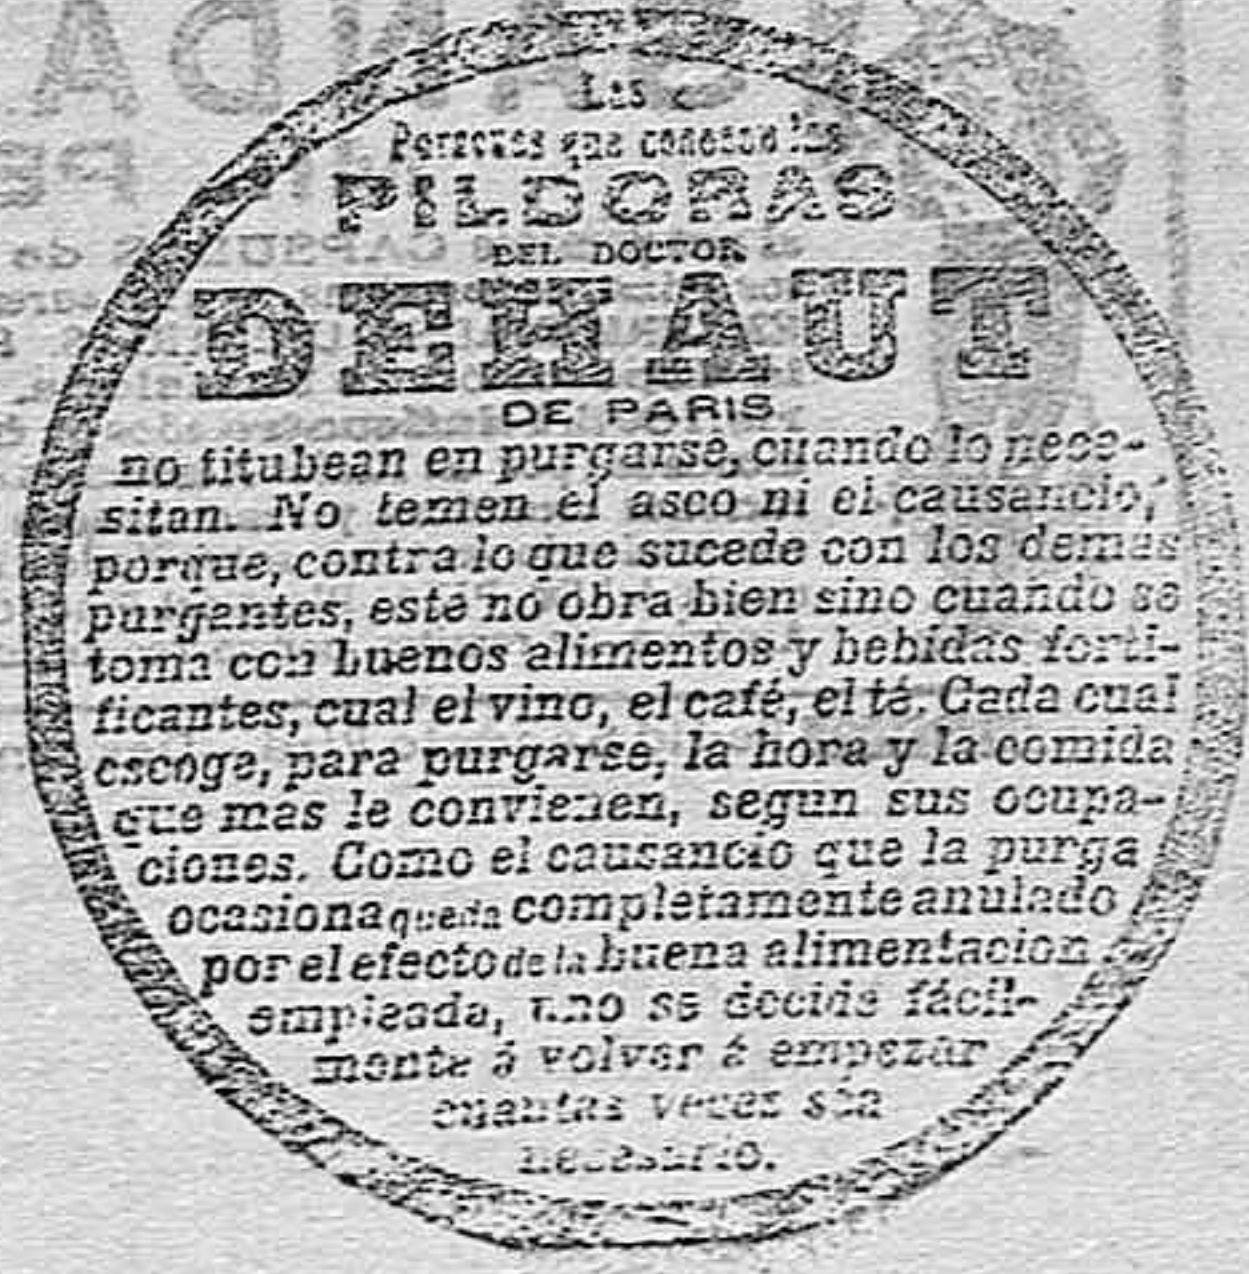 Las
Personas que conocen las
PILDORAS
DEL DOCTOR
DEHAUT
DE PARIS
no titubean en purgarse, cuando lo nece-
sitan. No temen el asco ni el causancio,
porque, contra lo que sucede con los demas
purgantes, este no obra bien sino cuando se
toma con buenos alimentos y bebidas forti-
ficantes, cual el vino, el café, el té. Cada cual
escoge, para purgarse, la hora y la comida
que mas le convienen, segun sus ocupa-
ciones. Como el causancio que la purga
ocasiona queda completamente anulado
por el efecto de la buena alimentacion
empleada, uno se decide fácil-
mente á volver á empezar
cuantas veces sea
necesario.